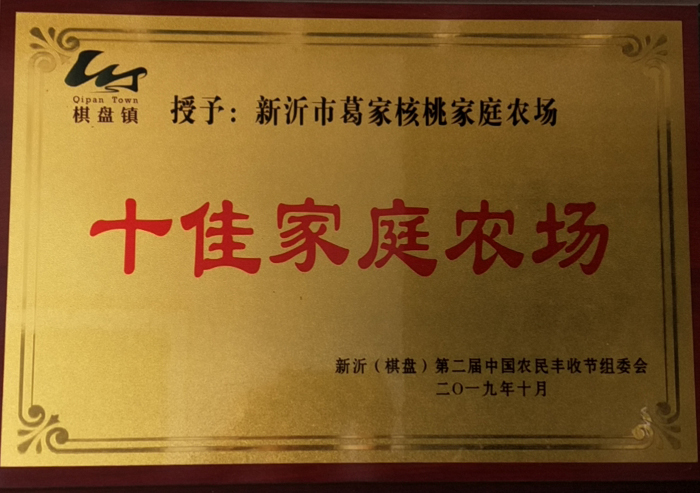 Qipan Town
棋盘镇
授予：新沂市葛家核桃家庭农场
十佳家庭农场
新沂（棋盘）第二届中国农民丰收节组委会
二〇一九年十月